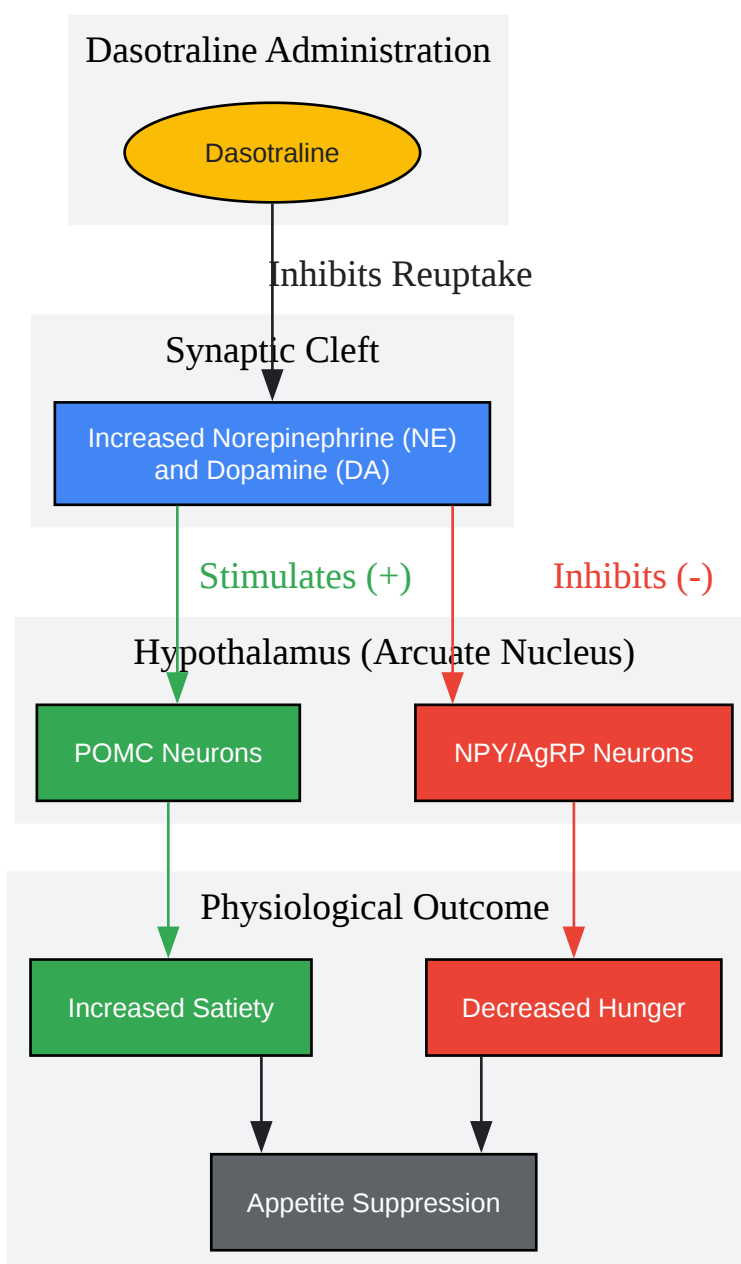 Dasotraline Administration
Dasotraline
Inhibits Reuptake
Synaptic Cleft
Increased Norepinephrine (NE)
and Dopamine (DA)
Stimulates (+)
Inhibits (-)
Hypothalamus (Arcuate Nucleus)
POMC Neurons
NPY/AgRP Neurons
Physiological Outcome
Increased Satiety
Decreased Hunger
Appetite Suppression